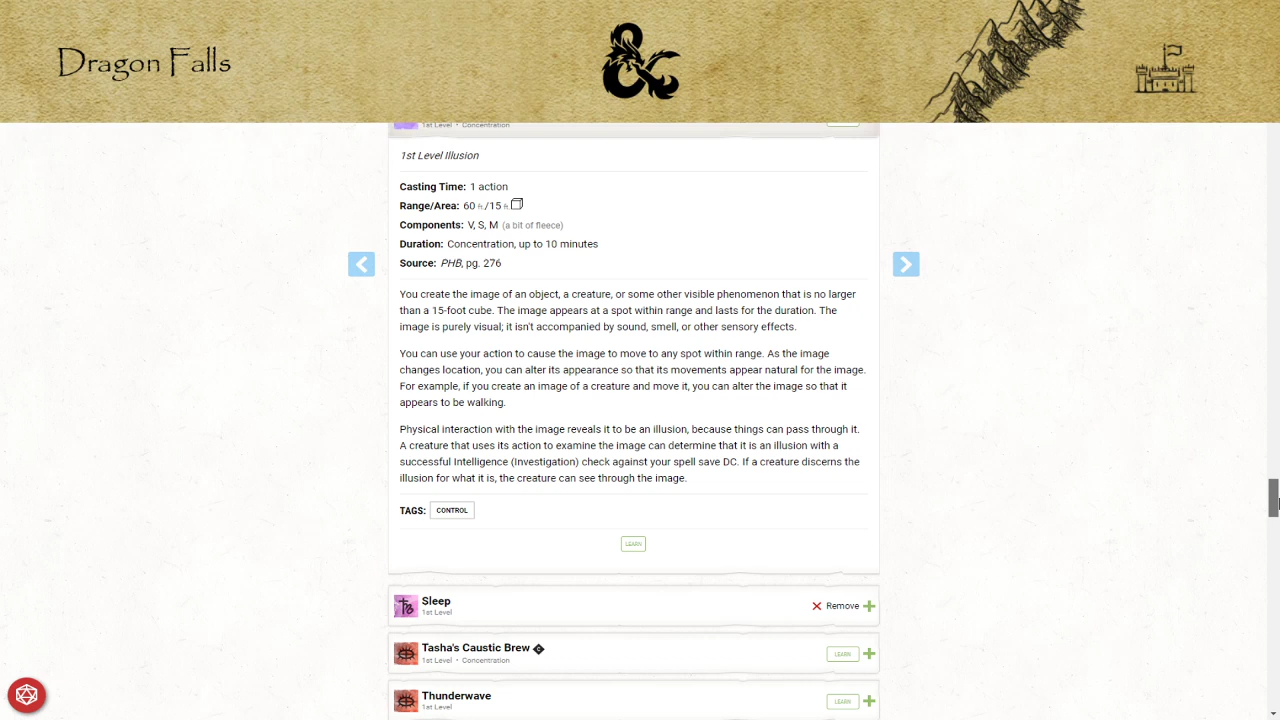 Dragon Falls
1st Level • Concentration
1st Level Illusion
Casting Time: 1 action
Range/Area: 60 ft./15 ft.
Components: V, S, M (a bit of fleece)
Duration: Concentration, up to 10 minutes
Source: PHB, pg. 276
You create the image of an object, a creature, or some other visible phenomenon that is no larger
than a 15-foot cube. The image appears at a spot within range and lasts for the duration. The
image is purely visual; it isn't accompanied by sound, smell, or other sensory effects.
You can use your action to cause the image to move to any spot within range. As the image
changes location, you can alter its appearance so that its movements appear natural for the image.
For example, if you create an image of a creature and move it, you can alter the image so that it
appears to be walking.
Physical interaction with the image reveals it to be an illusion, because things can pass through it.
A creature that uses its action to examine the image can determine that it is an illusion with a
successful Intelligence (Investigation) check against your spell save DC. If a creature discerns the
illusion for what it is, the creature can see through the image.
TAGS: CONTROL
LEARN
Sleep
1st Level
Remove
Tasha's Caustic Brew
1st Level • Concentration
LEARN
Thunderwave
1st Level
LEARN